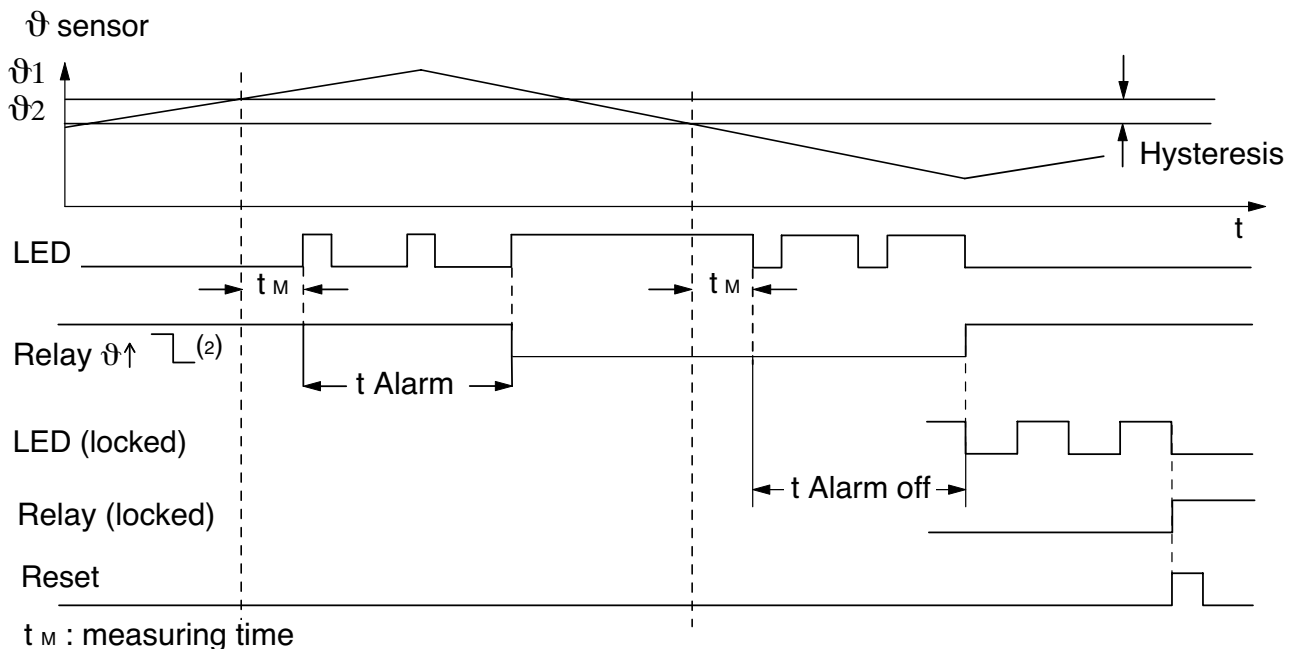 ϑ sensor
ϑ1
ϑ2
Hysteresis
t
LED
t M
t M
Relay ϑ↑ (2)
t Alarm
LED (locked)
t Alarm off
Relay (locked)
Reset
t M : measuring time